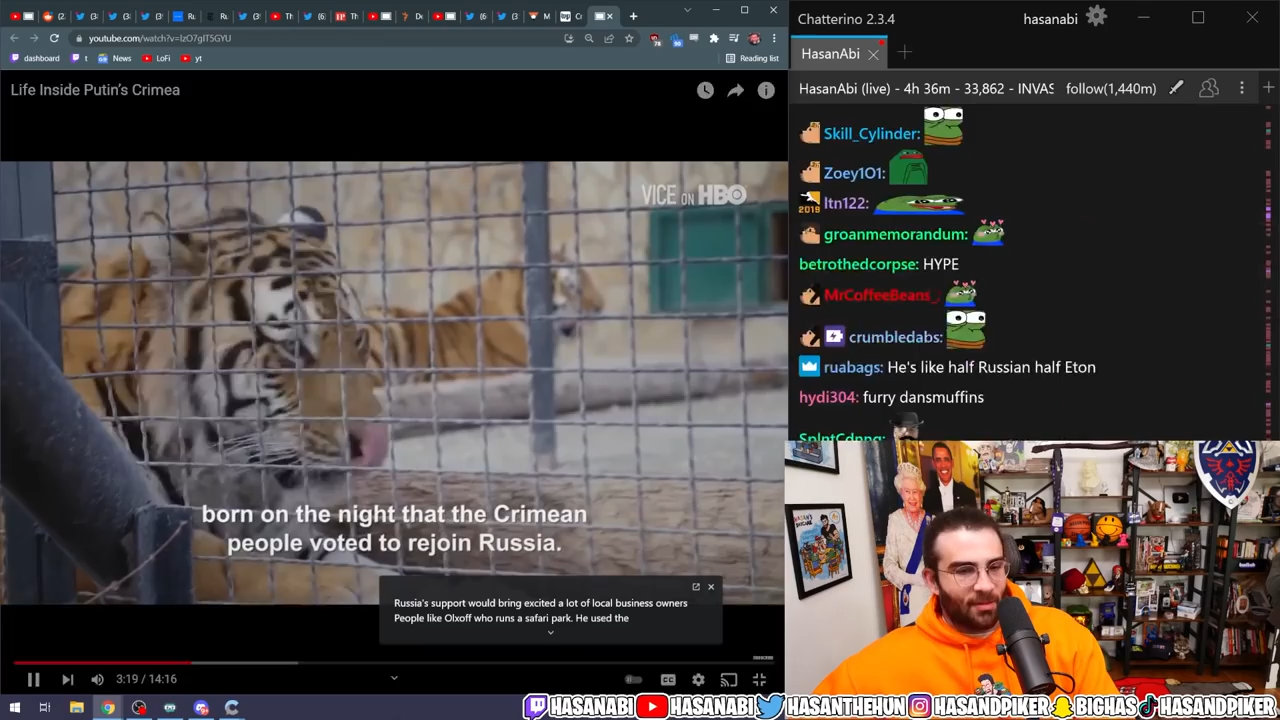 Chatterino 2.3.4
hasanabi
youtube.com/watch?v=IzO7gIT5GYU
dashboard
t
News
LoFi
yt
Reading list
HasanAbi
Life Inside Putin's Crimea
HasanAbi (live) - 4h 36m - 33,862 - INVAS
follow(1,440m)
VICE ON HBO
Skill_Cylinder:
Zoey1O1:
2019
ltn122:
groanmemorandum:
betrothedcorpse: HYPE
MrCoffeeBeans_:
crumbledabs:
ruabags: He's like half Russian half Eton
hydi304: furry dansmuffins
born on the night that the Crimean
people voted to rejoin Russia.
Russia's support would bring excited a lot of local business owners
People like Olxoff who runs a safari park. He used the
3:19 / 14:16
HASANABI
HASANABI
HASANTHEHUN
HASANDPIKER
BIGHAS
HASANDPIKER